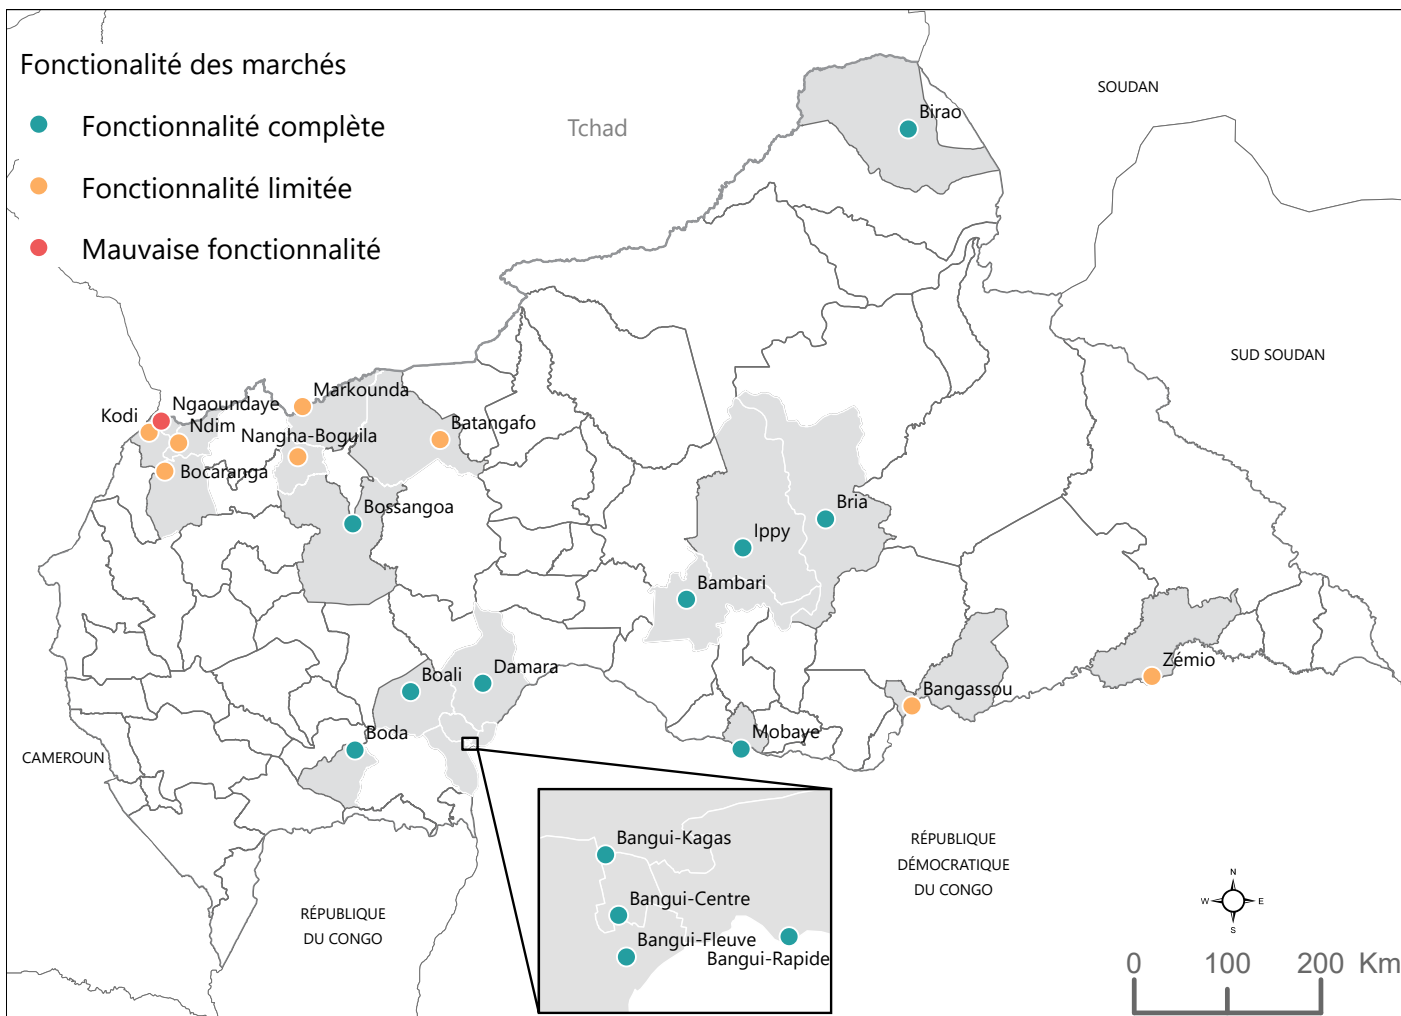 Fonctionalité des marchés
Fonctionnalité complète
Fonctionnalité limitée
Mauvaise fonctionnalité
Tchad
SOUDAN
Birao
SUD SOUDAN
Markounda
Ngaoundaye
Kodi
Ndim
Nangha-Boguila
Batangafo
Bocaranga
Bossangoa
Bria
Ippy
Bambari
Zémio
Damara
Boali
Bangassou
Boda
Mobaye
CAMEROUN
Bangui-Kagas
Bangui-Centre
Bangui-Fleuve
Bangui-Rapide
RÉPUBLIQUE
DÉMOCRATIQUE
DU CONGO
RÉPUBLIQUE
DU CONGO
N
W E
S
0 100 200 Km